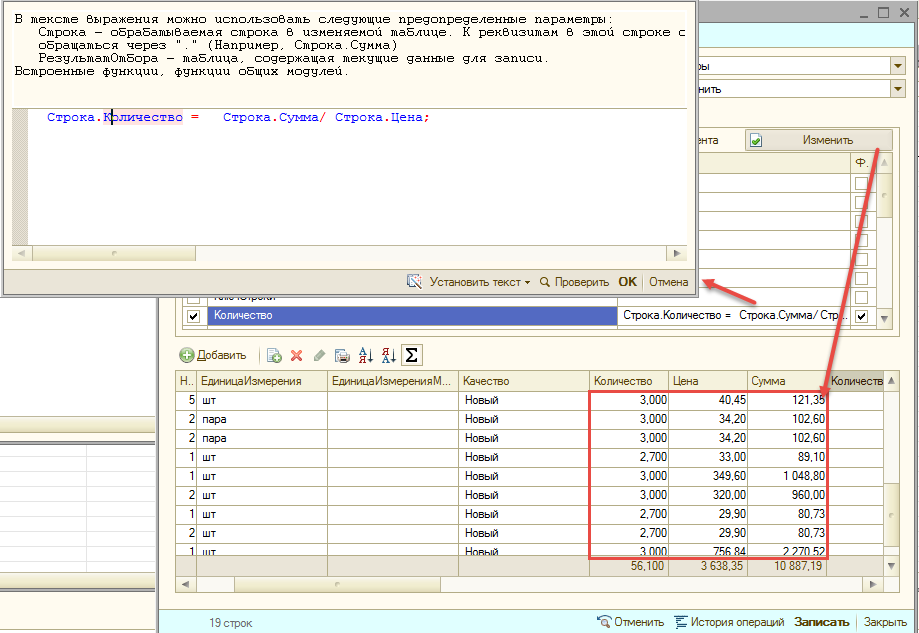 В тексте выражения можно использовать следующие предопределенные параметры:
Строка – обрабатываемая строка в изменяемой таблице. К реквизитам в этой строке с
обращаться через "." (Например, Строка.Сумма)
РезультатОтбора – таблица, содержащая текущие данные для записи.
Встроенные функции, функции общих модулей.
Строка.Количество = Строка.Сумма/ Строка.Цена;
Установить текст Проверить OK Отмена
ры
нить
ента Изменить
Ф.
Количество Строка.Количество = Строка.Сумма/ Стр...
Добавить
Н.. ЕдиницаИзмерения ЕдиницаИзмеренияМ... Качество Количество Цена Сумма Количеств
5 шт Новый 3,000 40,45 121,35
2 пара Новый 3,000 34,20 102,60
2 пара Новый 3,000 34,20 102,60
1 шт Новый 2,700 33,00 89,10
1 шт Новый 3,000 349,60 1 048,80
2 шт Новый 3,000 320,00 960,00
1 шт Новый 2,700 29,90 80,73
2 шт Новый 2,700 29,90 80,73
1 шт Новый 3,000 756,84 2 270,52
56,100 3 638,35 10 887,19
19 строк Отменить История операций Записать Закрыть